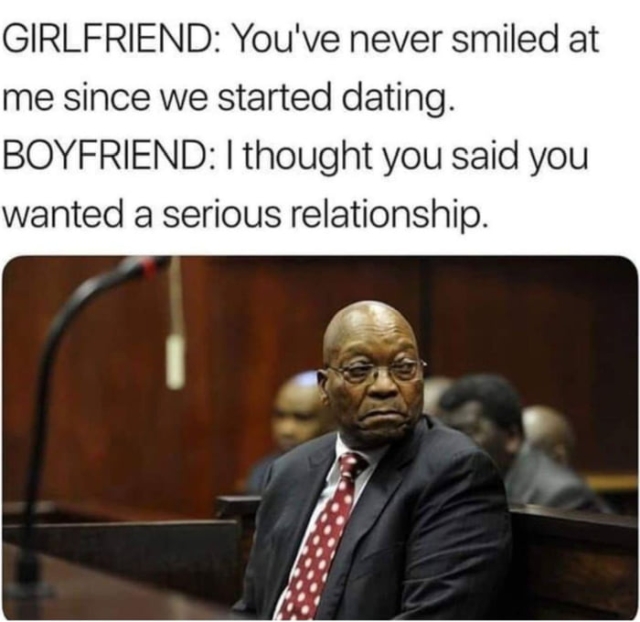 GIRLFRIEND: You've never smiled at
me since we started dating.
BOYFRIEND: I thought you said you
wanted a serious relationship.